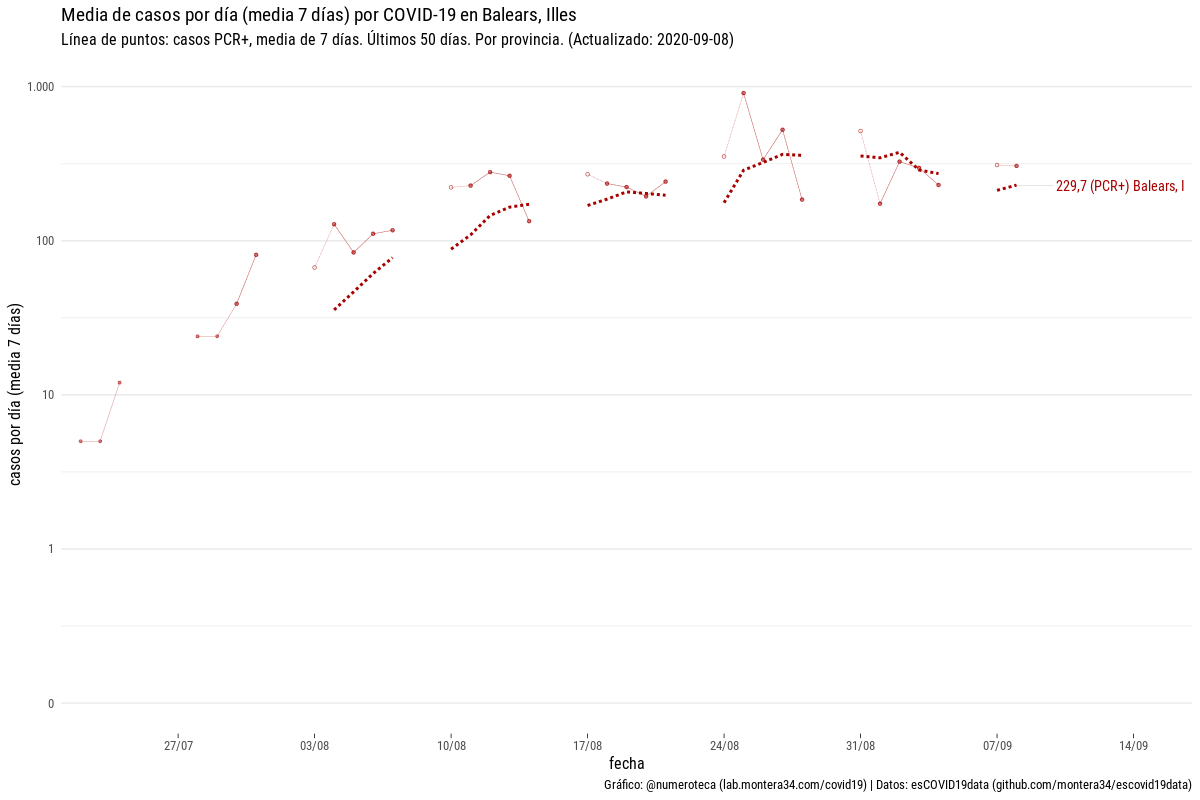 Media de casos por día (media 7 días) por COVID-19 en Balears, Illes
Línea de puntos: casos PCR+, media de 7 días. Últimos 50 días. Por provincia. (Actualizado: 2020-09-08)
1.000
100
10
1
0
casos por día (media 7 días)
229,7 (PCR+) Balears, I
27/07 03/08 10/08 17/08 24/08 31/08 07/09 14/09
fecha
Gráfico: @numeroteca (lab.montera34.com/covid19) | Datos: esCOVID19data (github.com/montera34/escovid19data)